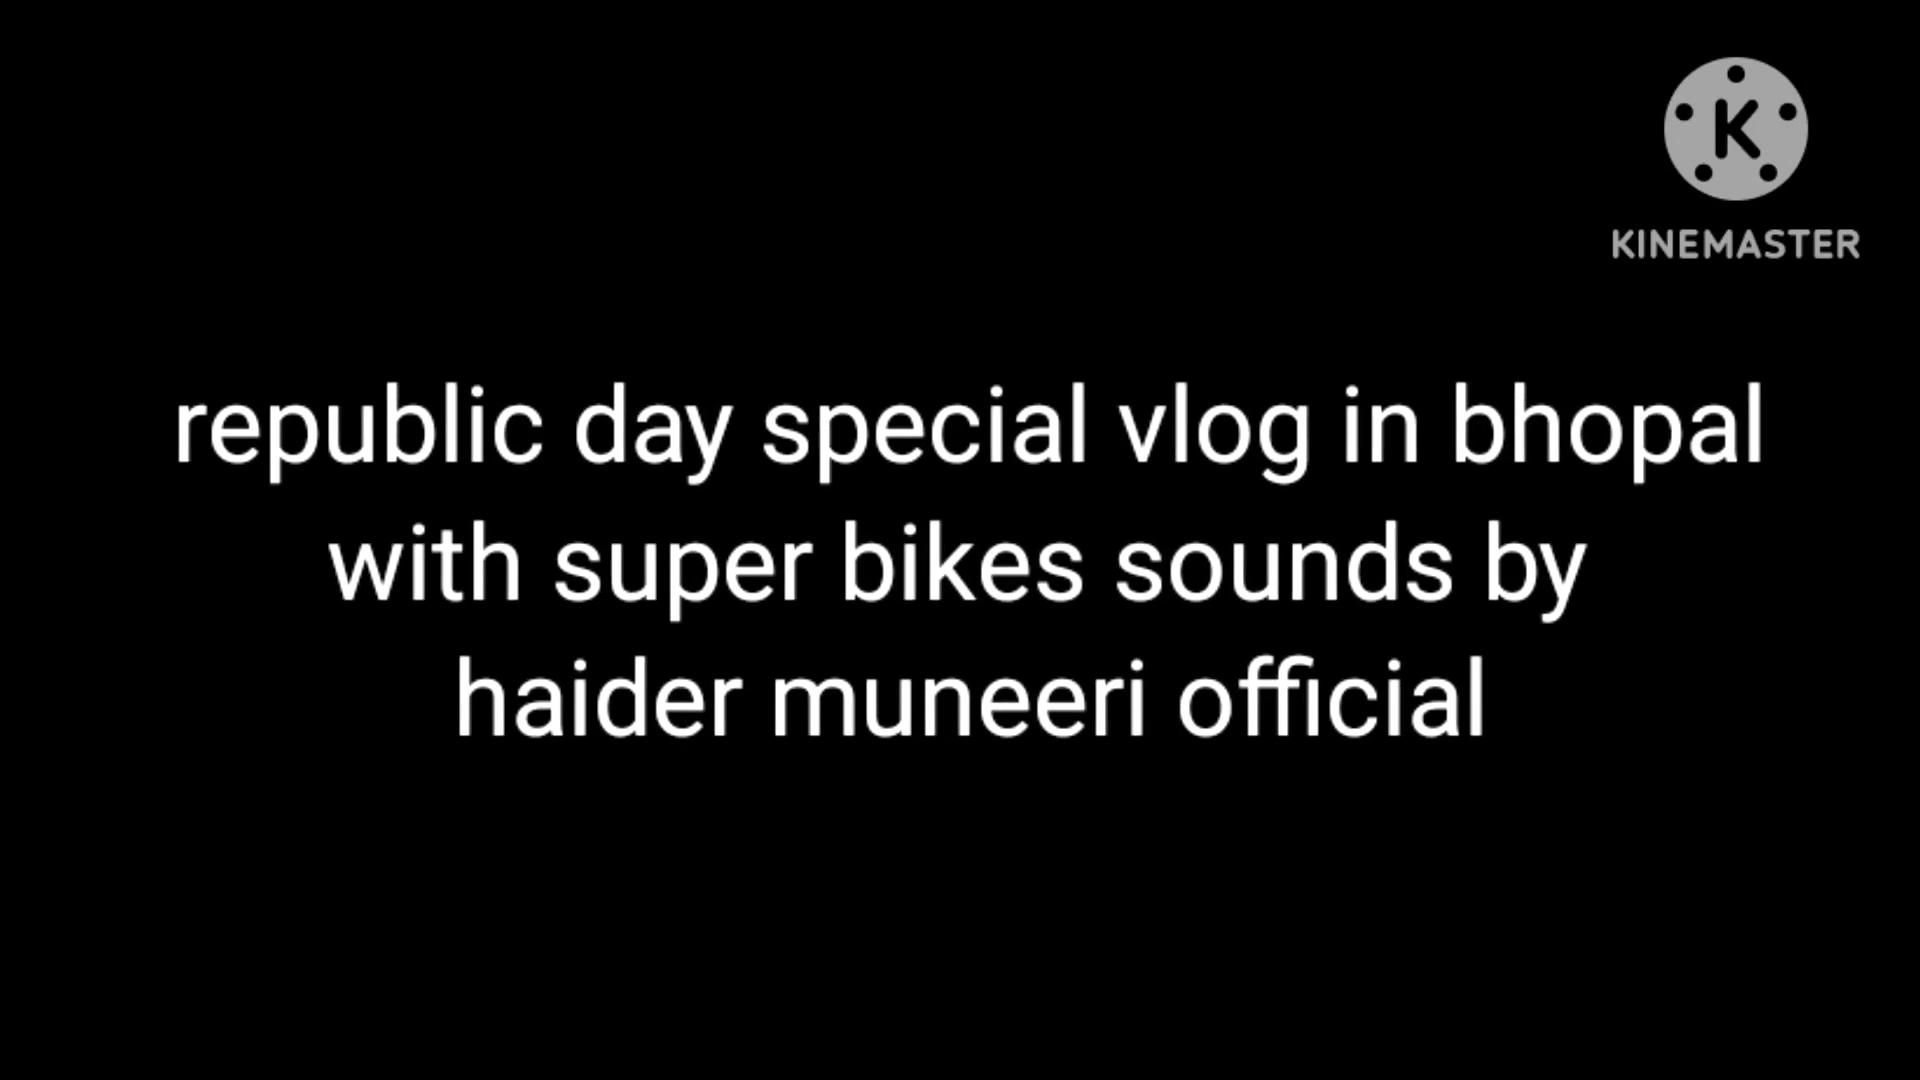 KINEMASTER
republic day special vlog in bhopal
with super bikes sounds by
haider muneeri official